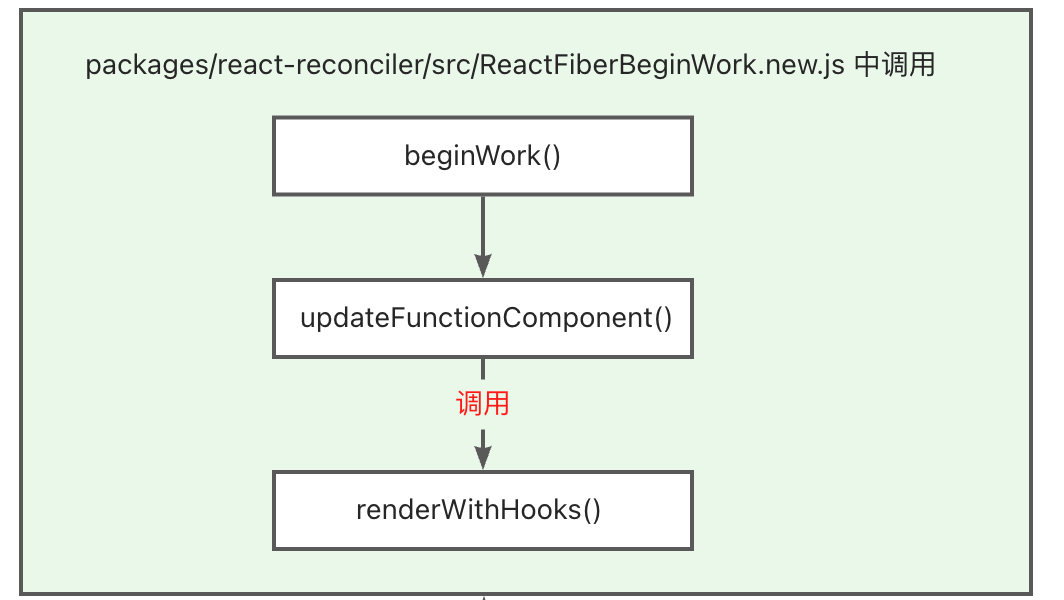 packages/react-reconciler/src/ReactFiberBeginWork.new.js 中调用
beginWork()
updateFunctionComponent()
调用
renderWithHooks()